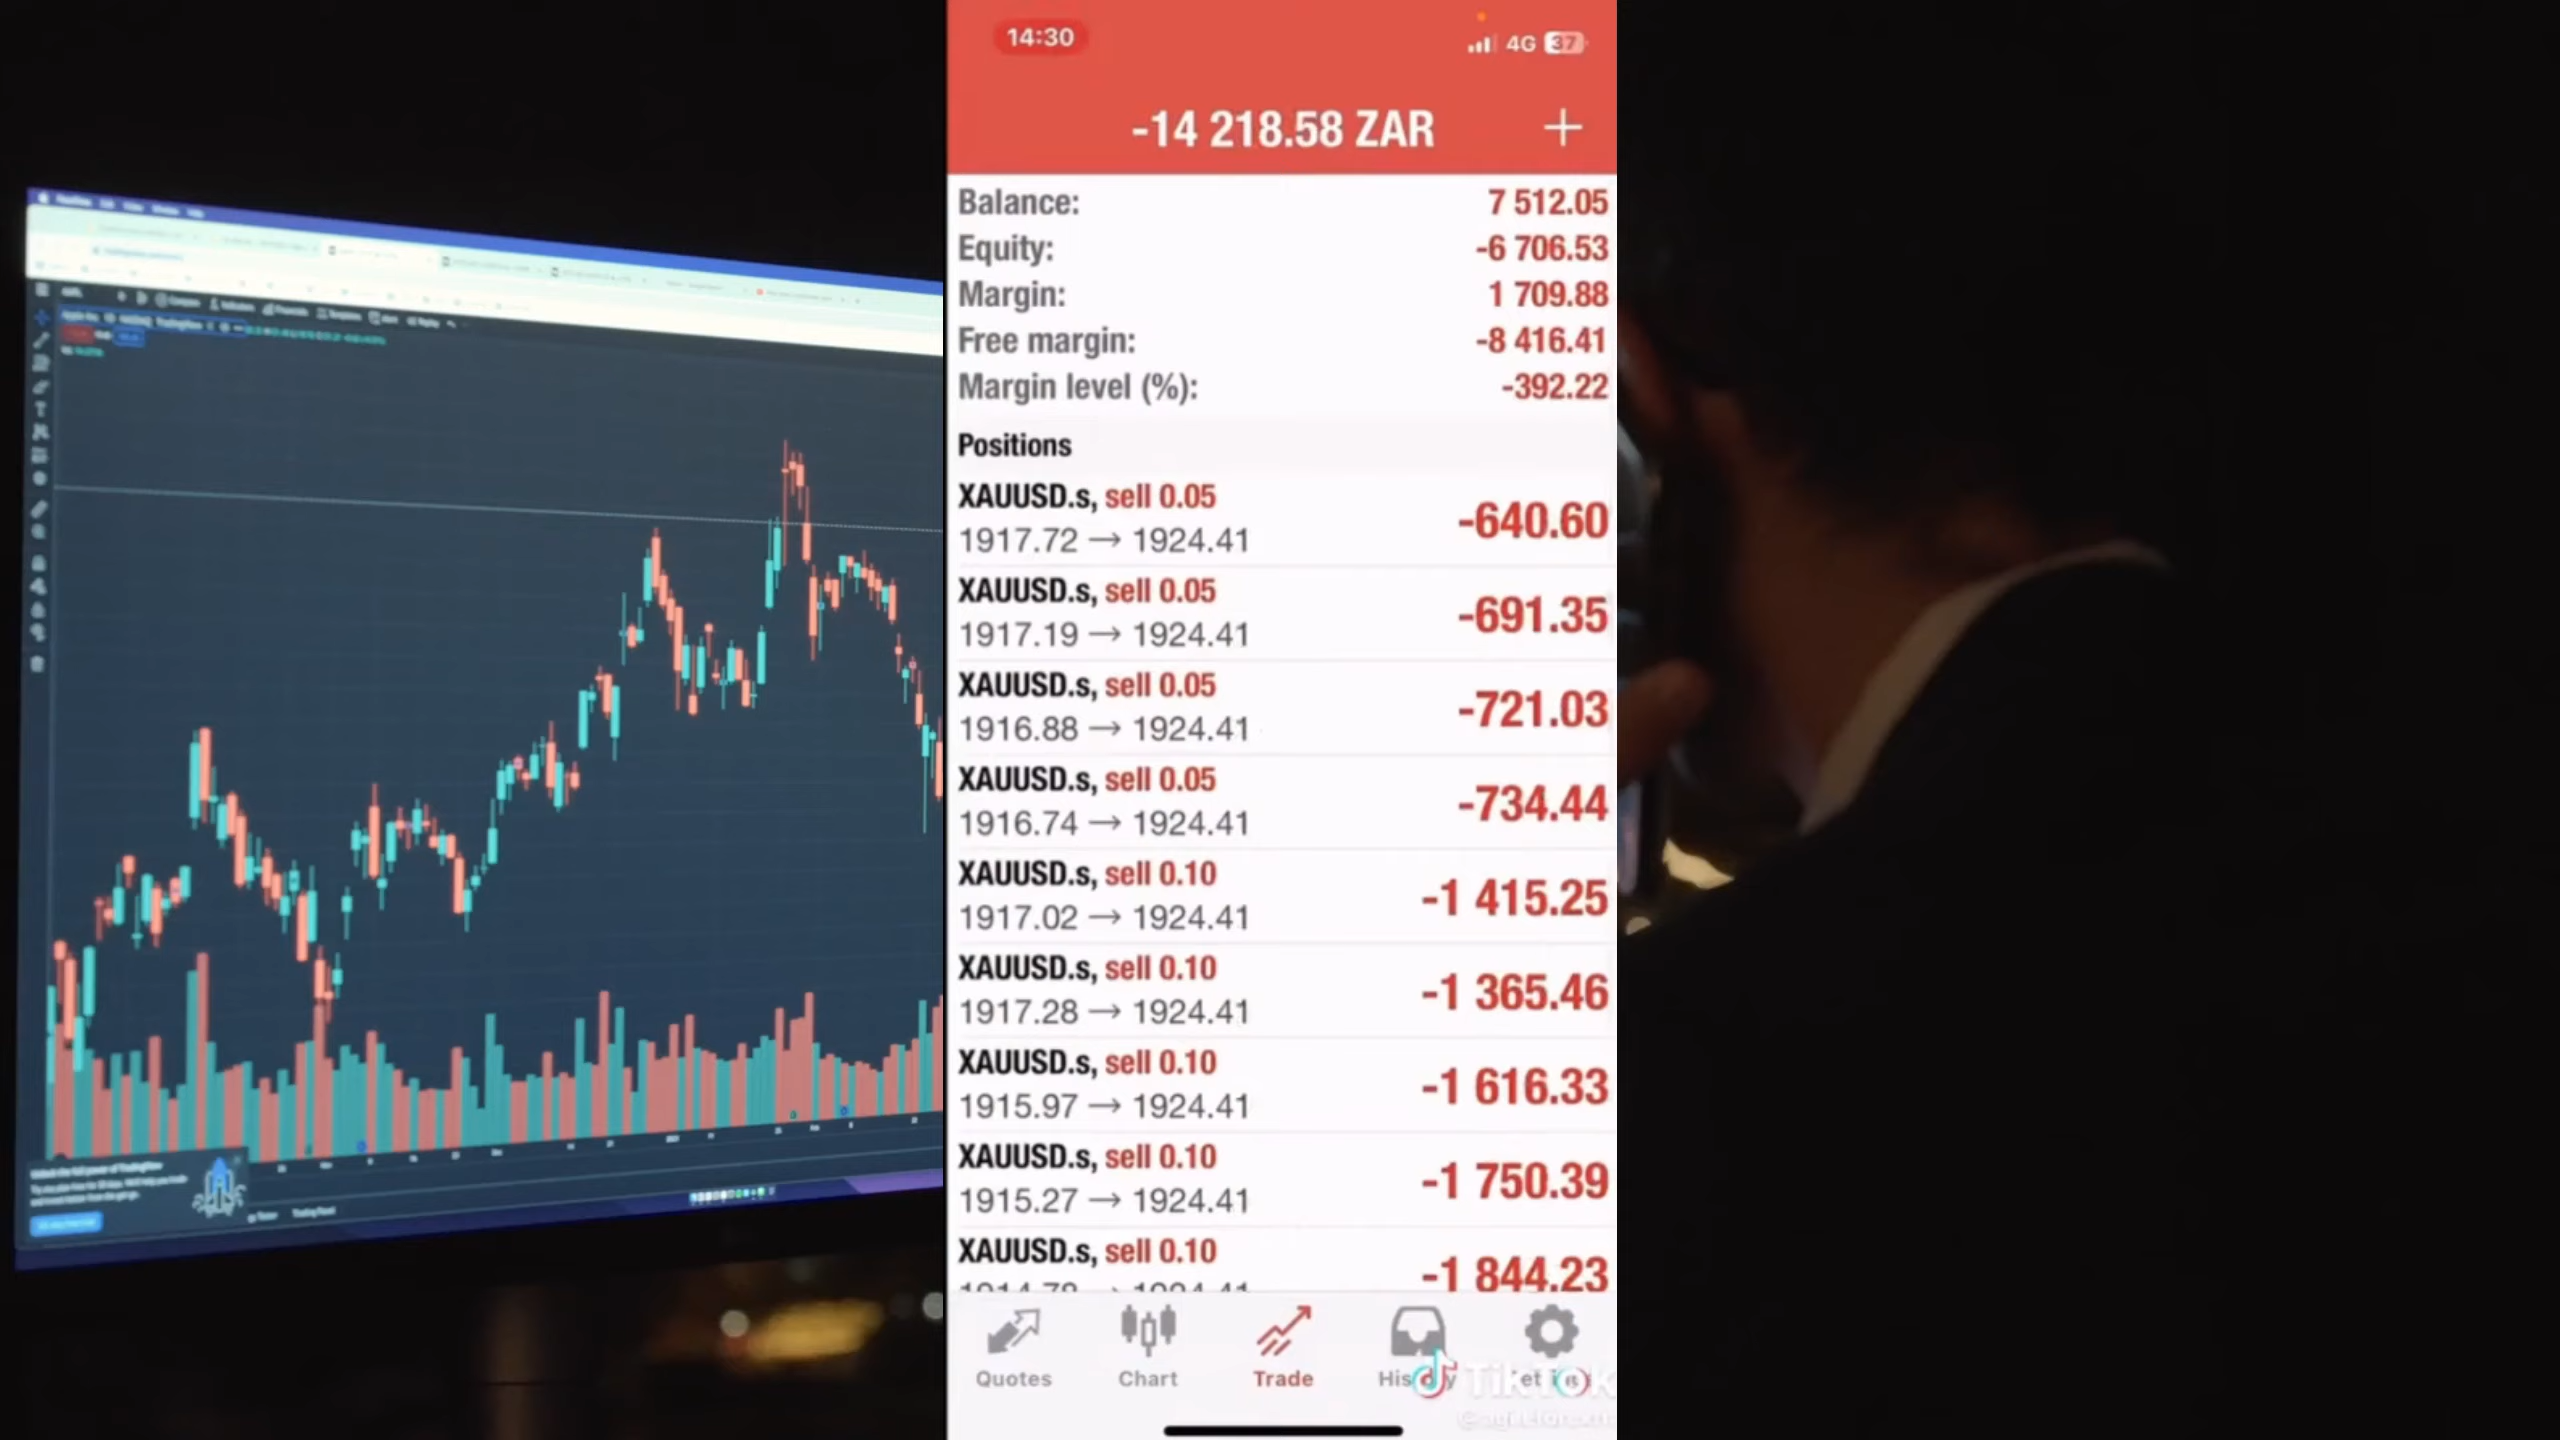 14:30
4G 37
-14 218.58 ZAR
Balance: 7 512.05
Equity: -6 706.53
Margin: 1 709.88
Free margin: -8 416.41
Margin level (%): -392.22
Positions
XAUUSD.s, sell 0.05
1917.72 → 1924.41
-640.60
XAUUSD.s, sell 0.05
1917.19 → 1924.41
-691.35
XAUUSD.s, sell 0.05
1916.88 → 1924.41
-721.03
XAUUSD.s, sell 0.05
1916.74 → 1924.41
-734.44
XAUUSD.s, sell 0.10
1917.02 → 1924.41
-1 415.25
XAUUSD.s, sell 0.10
1917.28 → 1924.41
-1 365.46
XAUUSD.s, sell 0.10
1915.97 → 1924.41
-1 616.33
XAUUSD.s, sell 0.10
1915.27 → 1924.41
-1 750.39
XAUUSD.s, sell 0.10
-1 844.23
Quotes
Chart
Trade
TikTok